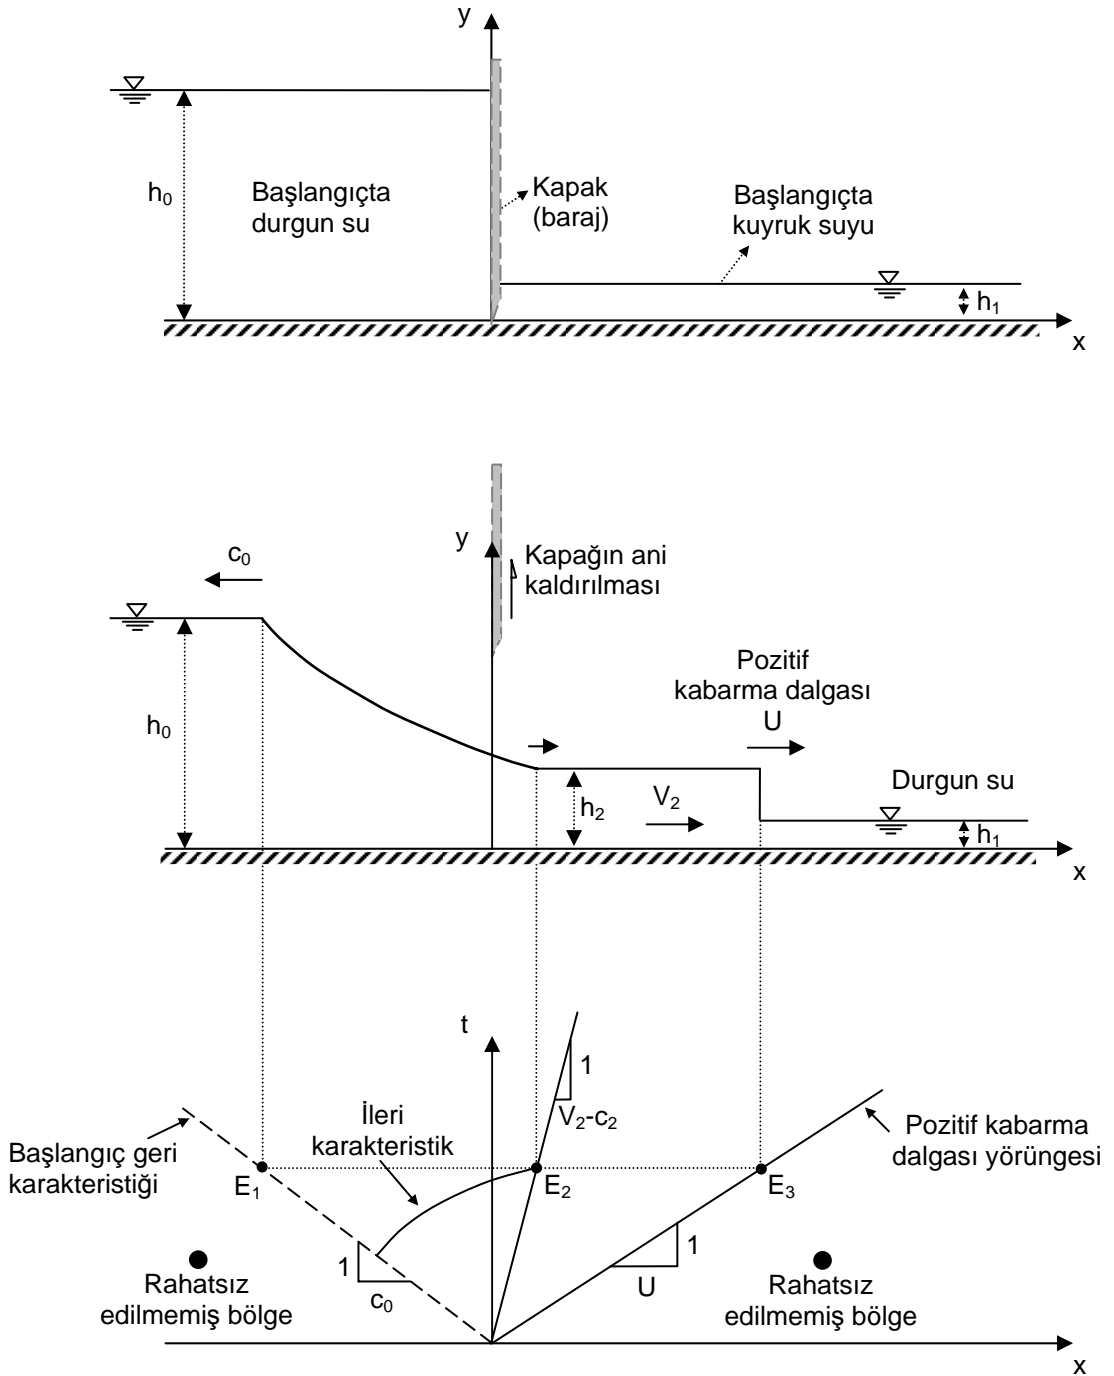 y
h₀
Başlangıçta
durgun su
Kapak
(baraj)
Başlangıçta
kuyruk suyu
h₁
x
y
c₀
Kapağın ani
kaldırılması
Pozitif
kabarma dalgası
U
h₀
Durgun su
V₂
h₂
h₁
x
t
1
V₂-c₂
İleri
karakteristik
Başlangıç geri
karakteristiği
Pozitif kabarma
dalgası yörüngesi
E₁
E₂
E₃
1
c₀
1
U
Rahatsız
edilmemiş bölge
Rahatsız
edilmemiş bölge
x